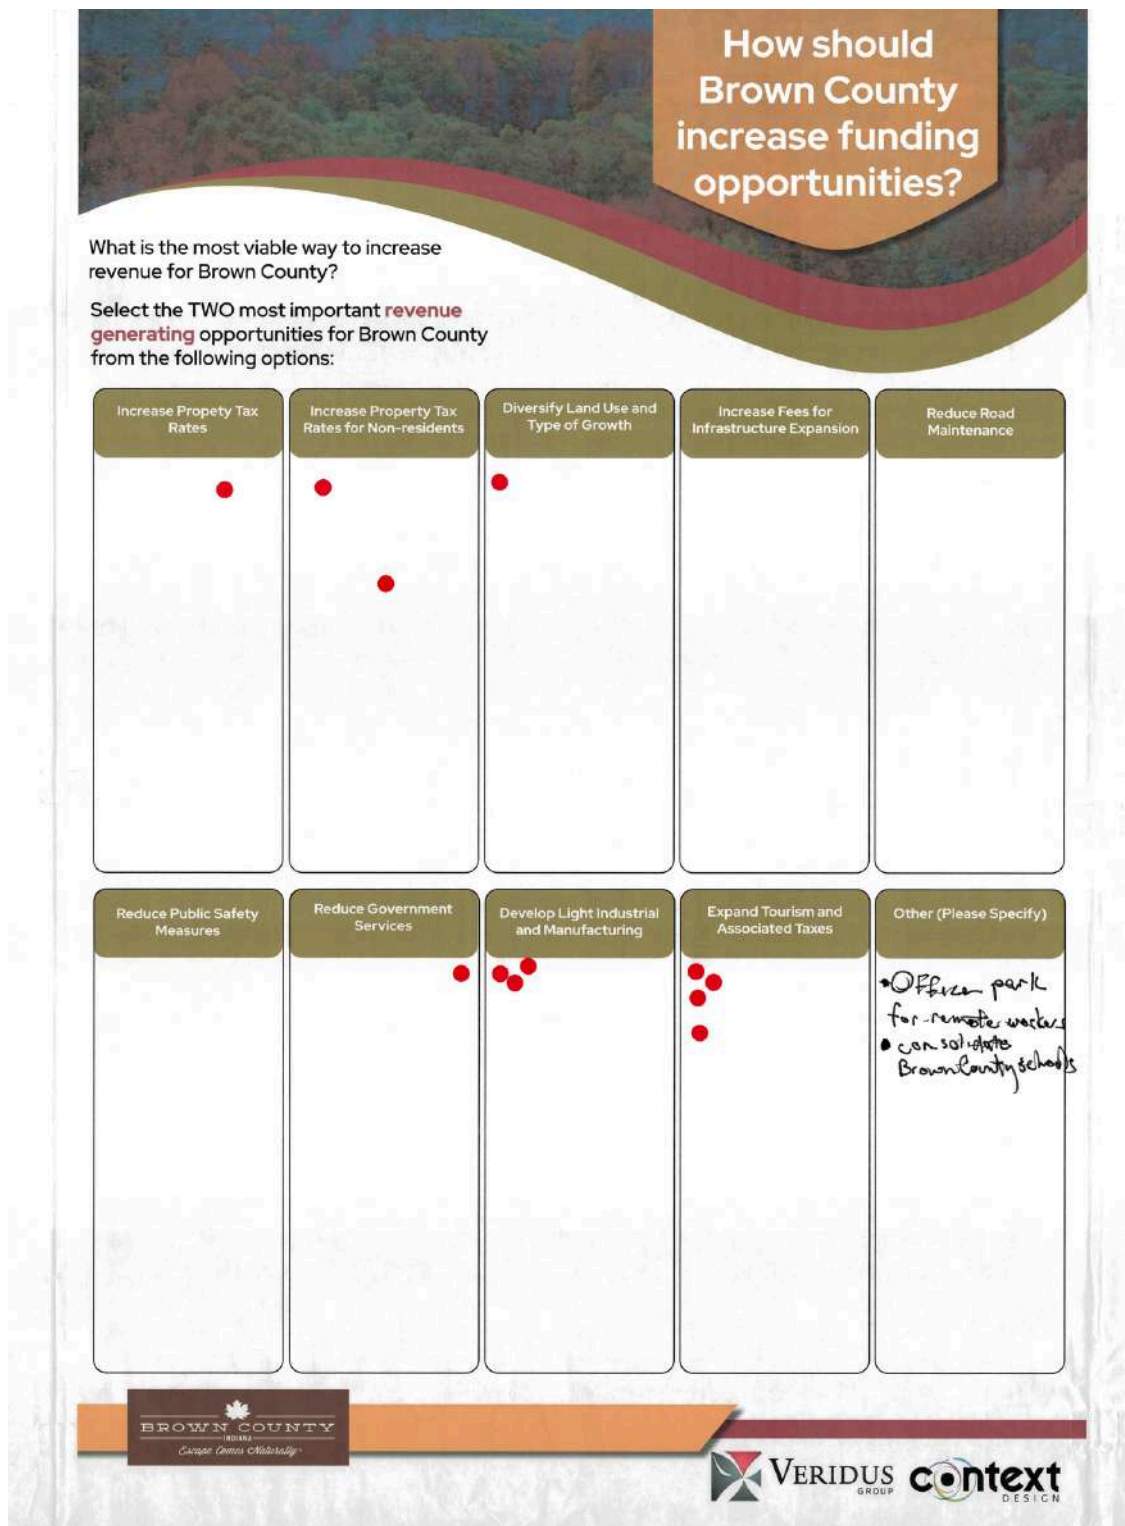 How should
Brown County
increase funding
opportunities?
What is the most viable way to increase
revenue for Brown County?
Select the TWO most important revenue
generating opportunities for Brown County
from the following options:
Increase Propety Tax
Rates
Increase Property Tax
Rates for Non-residents
Diversify Land Use and
Type of Growth
Increase Fees for
Infrastructure Expansion
Reduce Road
Maintenance
Reduce Public Safety
Measures
Reduce Government
Services
Develop Light Industrial
and Manufacturing
Expand Tourism and
Associated Taxes
Other (Please Specify)
park
for remote workers
• consolidate
Brown County schools
BROWN COUNTY
INDIANA
Escape Comes Naturally
VERIDUS
GROUP
context
DESIGN